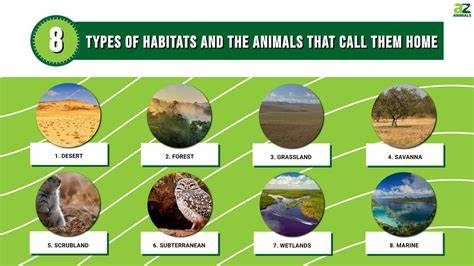 8
TYPES OF HABITATS AND THE ANIMALS THAT CALL THEM HOME
az
ANIMALS
1. DESERT
2. FOREST
3. GRASSLAND
4. SAVANNA
5. SCRUBLAND
6. SUBTERRANEAN
7. WETLANDS
8. MARINE